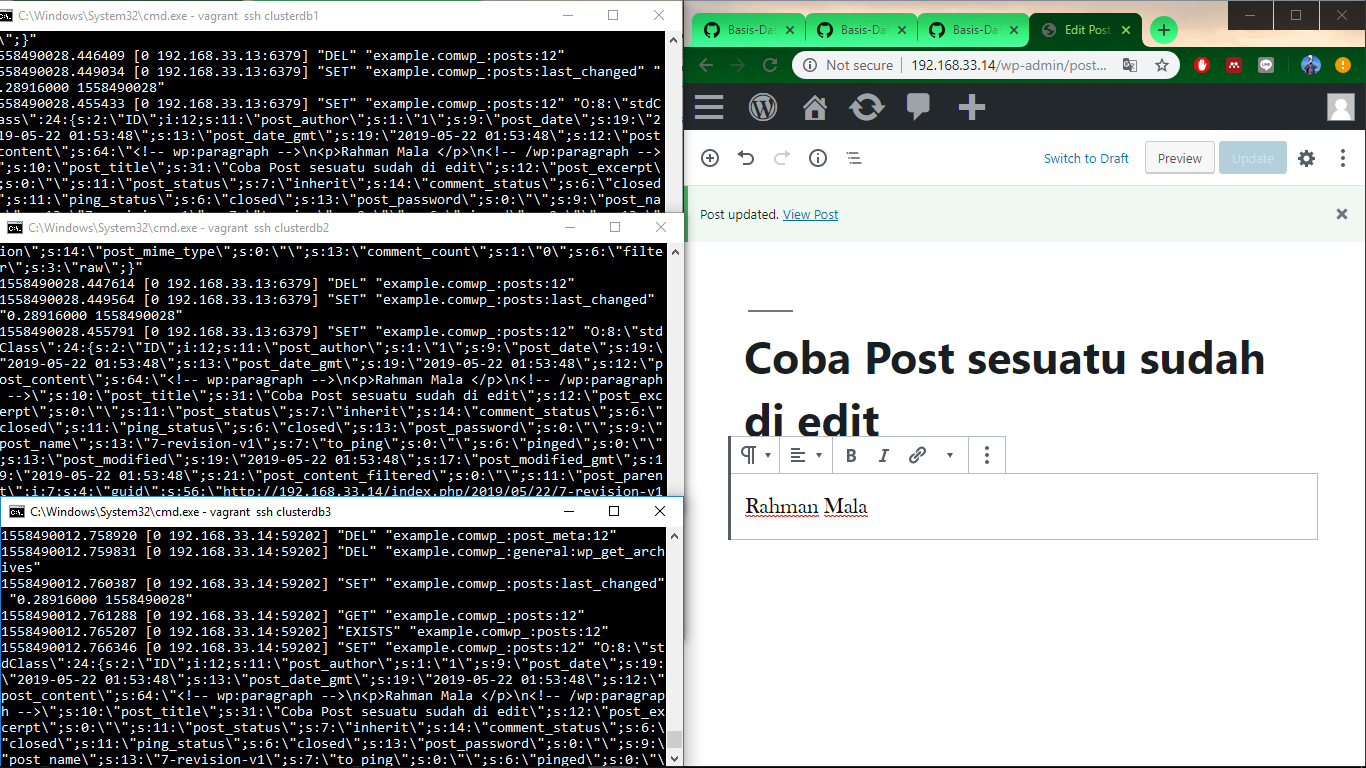 C:\Windows\System32\cmd.exe - vagrant  ssh clusterdb1
\";}"
558490028.446409 [0 192.168.33.13:6379] "DEL" "example.comwp_:posts:12"
558490028.449034 [0 192.168.33.13:6379] "SET" "example.comwp_:posts:last_changed" "
.28916000 1558490028"
558490028.455433 [0 192.168.33.13:6379] "SET" "example.comwp_:posts:12" "O:8:\"stdC
lass\":24:{s:2:\"ID\";i:12;s:11:\"post_author\";s:1:\"1\";s:9:\"post_date\";s:19:\"2
019-05-22 01:53:48\";s:13:\"post_date_gmt\";s:19:\"2019-05-22 01:53:48\";s:12:\"post
content\";s:64:\"<!-- wp:paragraph -->\n<p>Rahman Mala </p>\n<!-- /wp:paragraph -->\
;s:10:\"post_title\";s:31:\"Coba Post sesuatu sudah di edit\";s:12:\"post_excerpt
;s:0:\"\";s:11:\"post_status\";s:7:\"inherit\";s:14:\"comment_status\";s:6:\"closed
;s:11:\"ping_status\";s:6:\"closed\";s:13:\"post_password\";s:0:\"\";s:9:\"post_na
C:\Windows\System32\cmd.exe - vagrant  ssh clusterdb2
ion\";s:14:\"post_mime_type\";s:0:\"\";s:13:\"comment_count\";s:1:\"0\";s:6:\"filte
r\";s:3:\"raw\";}"
1558490028.447614 [0 192.168.33.13:6379] "DEL" "example.comwp_:posts:12"
1558490028.449564 [0 192.168.33.13:6379] "SET" "example.comwp_:posts:last_changed"
"0.28916000 1558490028"
1558490028.455791 [0 192.168.33.13:6379] "SET" "example.comwp_:posts:12" "O:8:\"std
Class\":24:{s:2:\"ID\";i:12;s:11:\"post_author\";s:1:\"1\";s:9:\"post_date\";s:19:\
"2019-05-22 01:53:48\";s:13:\"post_date_gmt\";s:19:\"2019-05-22 01:53:48\";s:12:\"p
ost_content\";s:64:\"<!-- wp:paragraph -->\n<p>Rahman Mala </p>\n<!-- /wp:paragraph
 -->\";s:10:\"post_title\";s:31:\"Coba Post sesuatu sudah di edit\";s:12:\"post_exc
erpt\";s:0:\"\";s:11:\"post_status\";s:7:\"inherit\";s:14:\"comment_status\";s:6:\"
closed\";s:11:\"ping_status\";s:6:\"closed\";s:13:\"post_password\";s:0:\"\";s:9:\"
post_name\";s:13:\"7-revision-v1\";s:7:\"to_ping\";s:0:\"\";s:6:\"pinged\";s:0:\"\"
;s:13:\"post_modified\";s:19:\"2019-05-22 01:53:48\";s:17:\"post_modified_gmt\";s:1
9:\"2019-05-22 01:53:48\";s:21:\"post_content_filtered\";s:0:\"\";s:11:\"post_paren
t\";i:7;s:4:\"guid\";s:56:\"http://192.168.33.14/index.php/2019/05/22/7-revision-v1
C:\Windows\System32\cmd.exe - vagrant  ssh clusterdb3
1558490012.758920 [0 192.168.33.14:59202] "DEL" "example.comwp_:post_meta:12"
1558490012.759831 [0 192.168.33.14:59202] "DEL" "example.comwp_:general:wp_get_arch
ives"
1558490012.760387 [0 192.168.33.14:59202] "SET" "example.comwp_:posts:last_changed"
 "0.28916000 1558490028"
1558490012.761288 [0 192.168.33.14:59202] "GET" "example.comwp_:posts:12"
1558490012.765207 [0 192.168.33.14:59202] "EXISTS" "example.comwp_:posts:12"
1558490012.766346 [0 192.168.33.14:59202] "SET" "example.comwp_:posts:12" "O:8:\"st
dClass\":24:{s:2:\"ID\";i:12;s:11:\"post_author\";s:1:\"1\";s:9:\"post_date\";s:19:
\"2019-05-22 01:53:48\";s:13:\"post_date_gmt\";s:19:\"2019-05-22 01:53:48\";s:12:\"
post_content\";s:64:\"<!-- wp:paragraph -->\n<p>Rahman Mala </p>\n<!-- /wp:paragrap
h -->\";s:10:\"post_title\";s:31:\"Coba Post sesuatu sudah di edit\";s:12:\"post_ex
cerpt\";s:0:\"\";s:11:\"post_status\";s:7:\"inherit\";s:14:\"comment_status\";s:6:\
"closed\";s:11:\"ping_status\";s:6:\"closed\";s:13:\"post_password\";s:0:\"\";s:9:\
"post_name\";s:13:\"7-revision-v1\";s:7:\"to_ping\";s:0:\"\";s:6:\"pinged\";s:0:\"\
Basis-Da
Basis-Da
Basis-Da
Edit Post
Not secure | 192.168.33.14/wp-admin/post...
Switch to Draft
Preview
Update
Post updated. View Post
Coba Post sesuatu sudah
di edit
B I
Rahman Mala